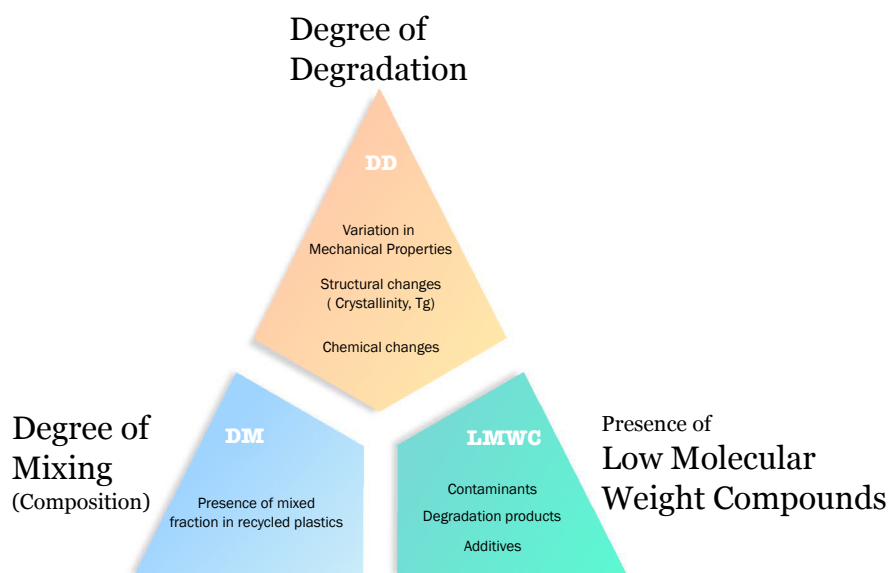 Degree of
Degradation
DD
Variation in
Mechanical Properties
Structural changes
( Crystallinity, Tg)
Chemical changes
Degree of
Mixing
(Composition)
DM
Presence of mixed
fraction in recycled plastics
LMWC
Contaminants
Degradation products
Additives
Presence of
Low Molecular
Weight Compounds